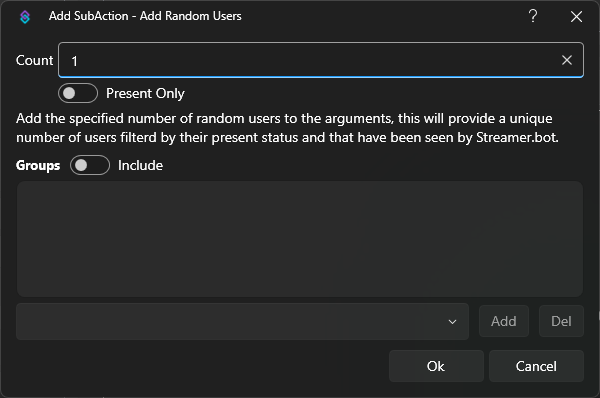 Add SubAction - Add Random Users
Count 1
Present Only
Add the specified number of random users to the arguments, this will provide a unique
number of users filterd by their present status and that have been seen by Streamer.bot.
Groups Include
Add Del
Ok Cancel